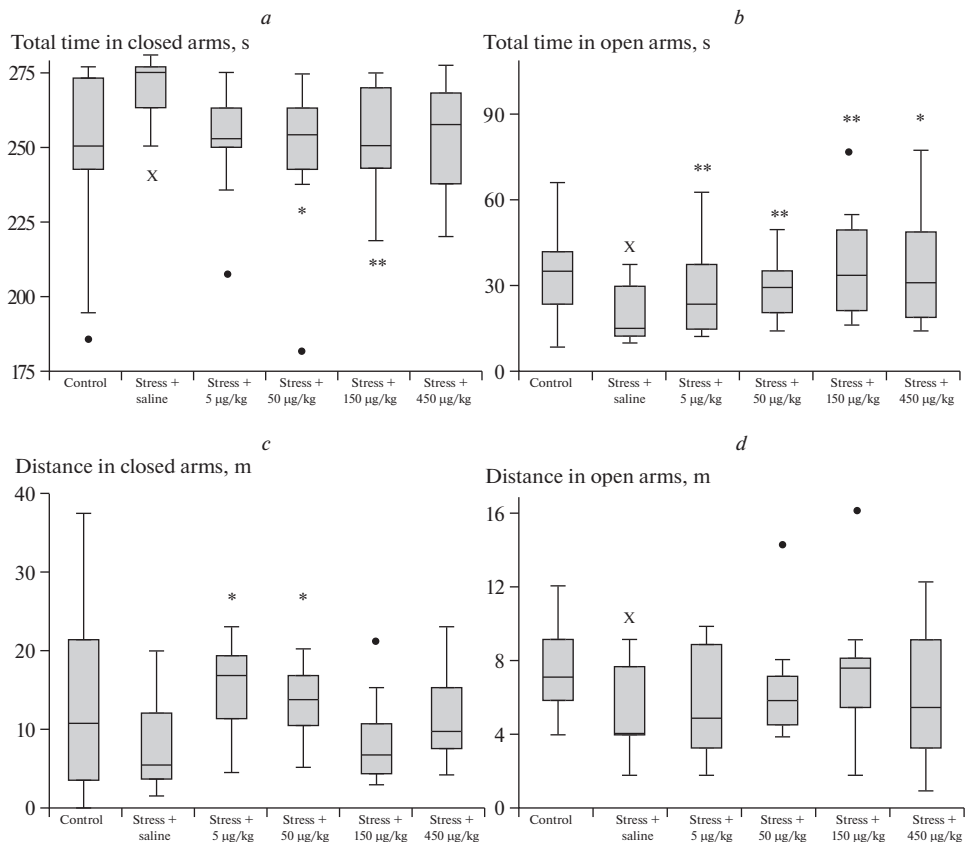 a
Total time in closed arms, s
275
250
225
200
175
X
*
**
Control
Stress +
saline
Stress +
5 μg/kg
Stress +
50 μg/kg
Stress +
150 μg/kg
Stress +
450 μg/kg
b
Total time in open arms, s
90
60
30
0
X
**
**
**
*
Control
Stress +
saline
Stress +
5 μg/kg
Stress +
50 μg/kg
Stress +
150 μg/kg
Stress +
450 μg/kg
c
Distance in closed arms, m
40
30
20
10
0
*
*
Control
Stress +
saline
Stress +
5 μg/kg
Stress +
50 μg/kg
Stress +
150 μg/kg
Stress +
450 μg/kg
d
Distance in open arms, m
16
12
8
4
0
X
Control
Stress +
saline
Stress +
5 μg/kg
Stress +
50 μg/kg
Stress +
150 μg/kg
Stress +
450 μg/kg